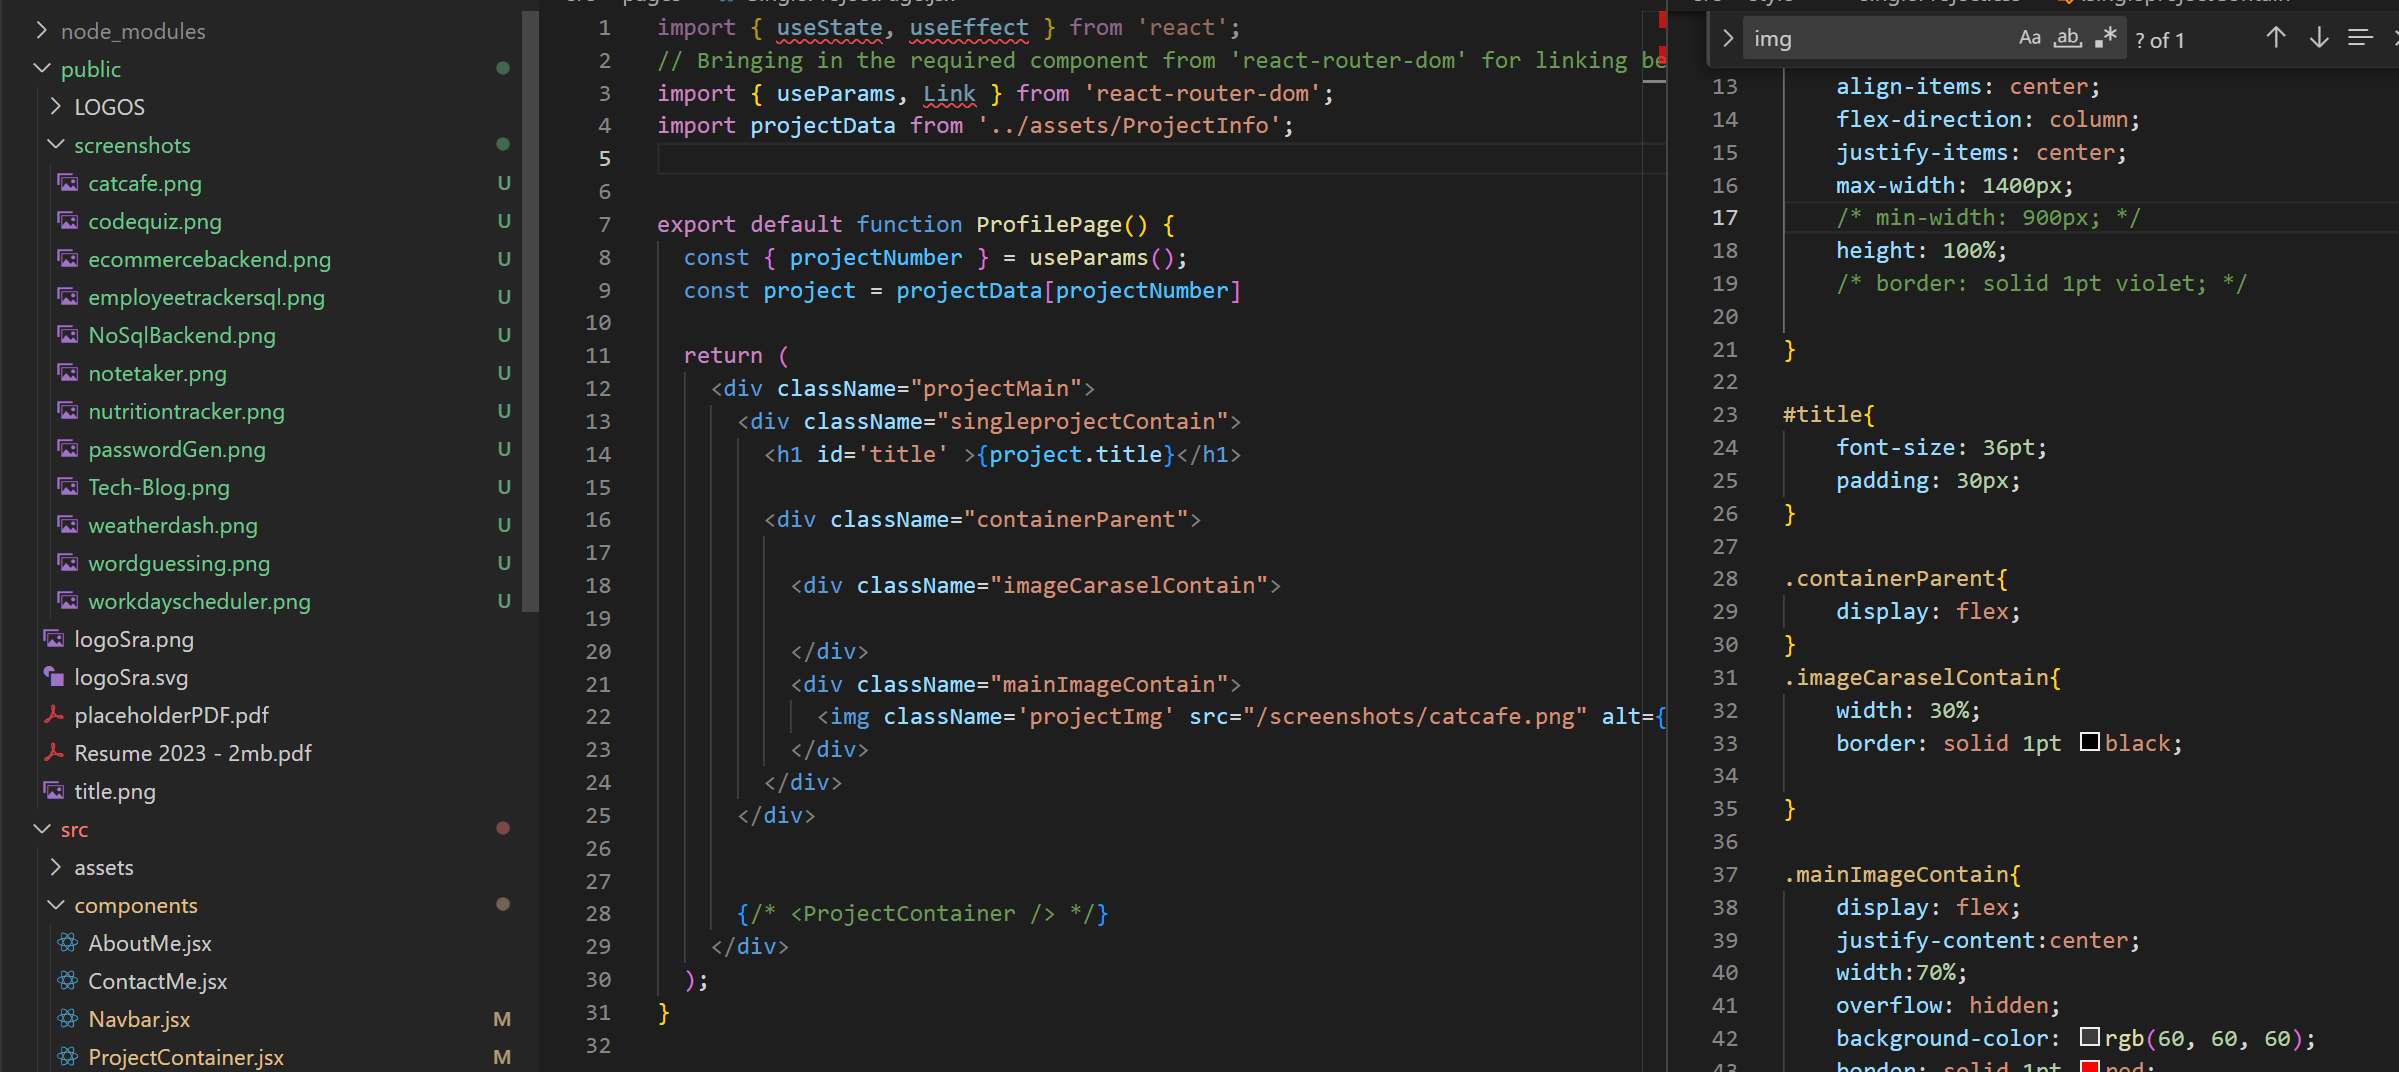 node_modules
public
LOGOS
screenshots
catcafe.png U
codequiz.png U
ecommercebackend.png U
employeetrackersql.png U
NoSqlBackend.png U
notetaker.png U
nutritiontracker.png U
passwordGen.png U
Tech-Blog.png U
weatherdash.png U
wordguessing.png U
workdayscheduler.png U
logoSra.png
logoSra.svg
placeholderPDF.pdf
Resume 2023 - 2mb.pdf
title.png
src
assets
components
AboutMe.jsx
ContactMe.jsx
Navbar.jsx M
ProjectContainer.jsx M
1 import { useState, useEffect } from 'react';
2 // Bringing in the required component from 'react-router-dom' for linking be
3 import { useParams, Link } from 'react-router-dom';
4 import projectData from '../assets/ProjectInfo';
5
6
7 export default function ProfilePage() {
8 const { projectNumber } = useParams();
9 const project = projectData[projectNumber]
10
11 return (
12 <div className="projectMain">
13 <div className="singleprojectContain">
14 <h1 id='title' >{project.title}</h1>
15
16 <div className="containerParent">
17
18 <div className="imageCaraselContain">
19
20 </div>
21 <div className="mainImageContain">
22 <img className='projectImg' src="/screenshots/catcafe.png" alt={
23 </div>
24 </div>
25 </div>
26
27
28 {/* <ProjectContainer /> */}
29 </div>
30 );
31 }
32
img Aa ab .* ? of 1
13 align-items: center;
14 flex-direction: column;
15 justify-items: center;
16 max-width: 1400px;
17 /* min-width: 900px; */
18 height: 100%;
19 /* border: solid 1pt violet; */
20
21 }
22
23 #title{
24 font-size: 36pt;
25 padding: 30px;
26 }
27
28 .containerParent{
29 display: flex;
30 }
31 .imageCaraselContain{
32 width: 30%;
33 border: solid 1pt black;
34
35 }
36
37 .mainImageContain{
38 display: flex;
39 justify-content:center;
40 width:70%;
41 overflow: hidden;
42 background-color: rgb(60, 60, 60);
43 border: solid 1pt red;